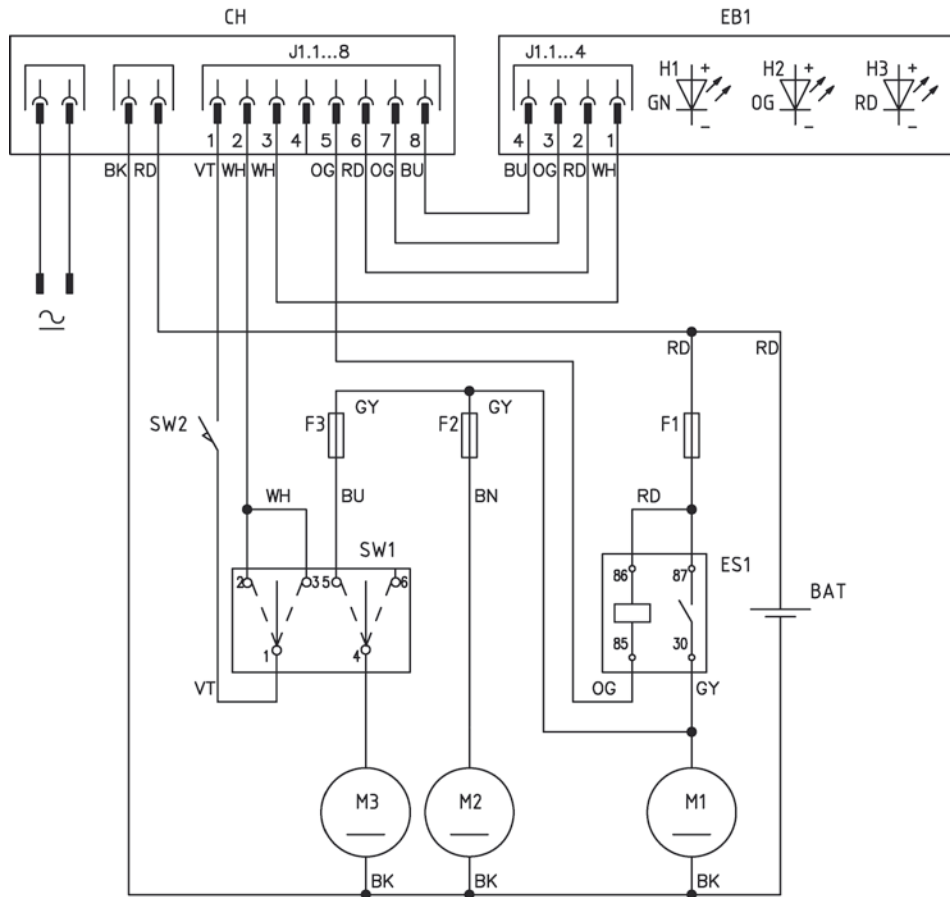 CH EB1
J1.1...8 J1.1...4
H1 + H2 + H3 +
GN OG RD
− − −
1 2 3 4 5 6 7 8 4 3 2 1
BK RD VT WH WH OG RD OG BU BU OG RD WH
RD RD
GY GY
SW2 F3 F2 F1
WH BU BN RD
SW1 ES1
2 3 5 6 86 87
BAT
1 4 85 30
VT OG GY
M3 M2 M1
BK BK BK